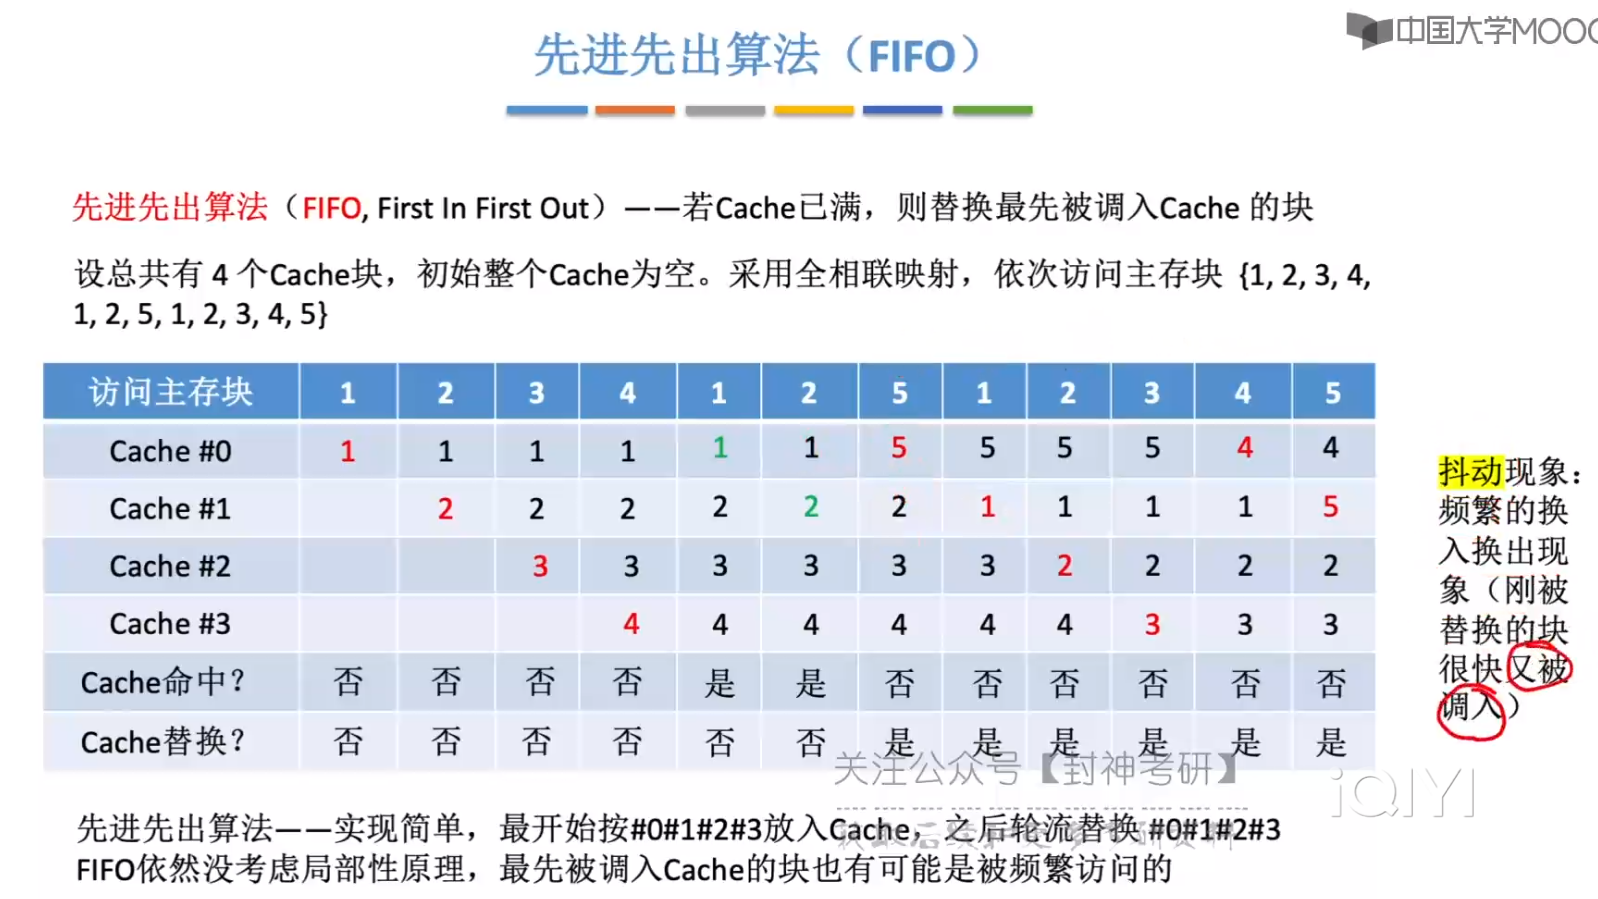 中国大学MOOC
先进先出算法（FIFO）
先进先出算法（FIFO, First In First Out）——若Cache已满，则替换最先被调入Cache 的块
设总共有 4 个Cache块，初始整个Cache为空。采用全相联映射，依次访问主存块 {1, 2, 3, 4,
1, 2, 5, 1, 2, 3, 4, 5}
访问主存块 1 2 3 4 1 2 5 1 2 3 4 5
Cache #0 1 1 1 1 1 1 5 5 5 5 4 4
Cache #1 2 2 2 2 2 2 1 1 1 1 5
Cache #2 3 3 3 3 3 3 2 2 2 2
Cache #3 4 4 4 4 4 4 3 3 3
Cache命中? 否 否 否 否 是 是 否 否 否 否 否 否
Cache替换? 否 否 否 否 否 否 是 是 是 是 是 是
抖动现象：
频繁的换
入换出现
象（刚被
替换的块
很快又被
调入）
关注公众号【封神考研】
iQIYI
先进先出算法——实现简单，最开始按#0#1#2#3放入Cache，之后轮流替换 #0#1#2#3
FIFO依然没考虑局部性原理，最先被调入Cache的块也有可能是被频繁访问的